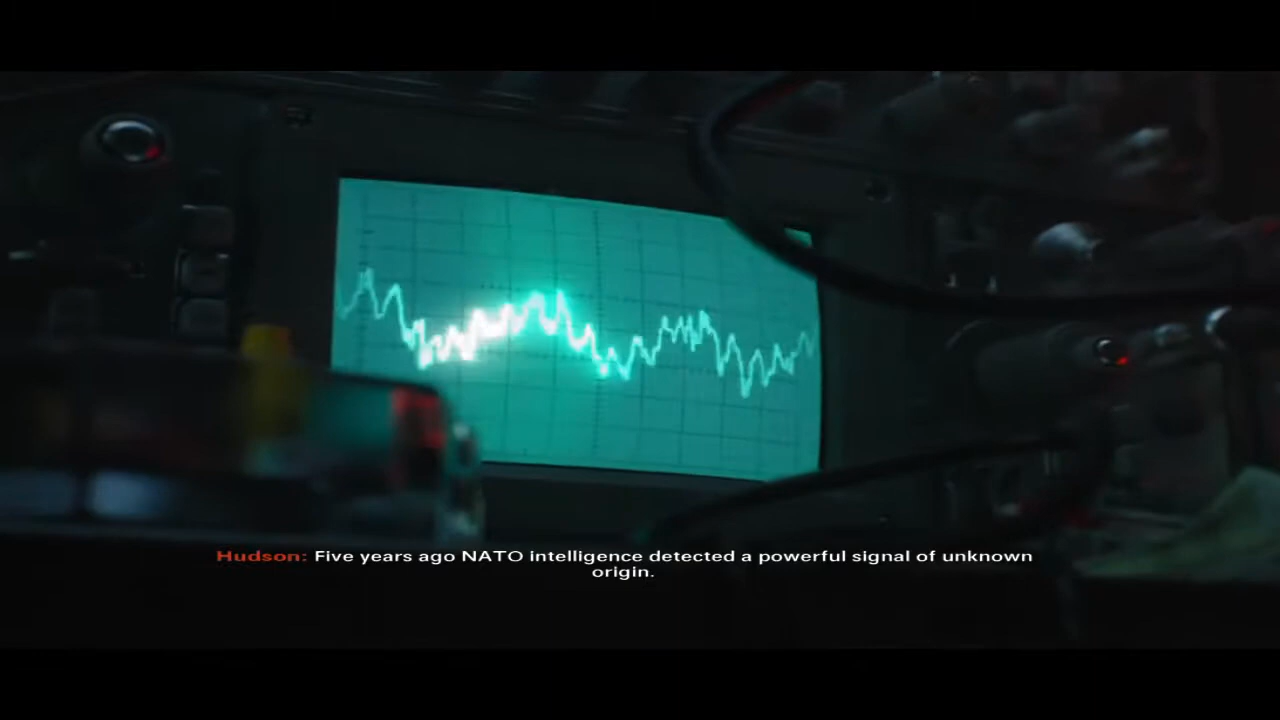 Hudson: Five years ago NATO intelligence detected a powerful signal of unknown
origin.